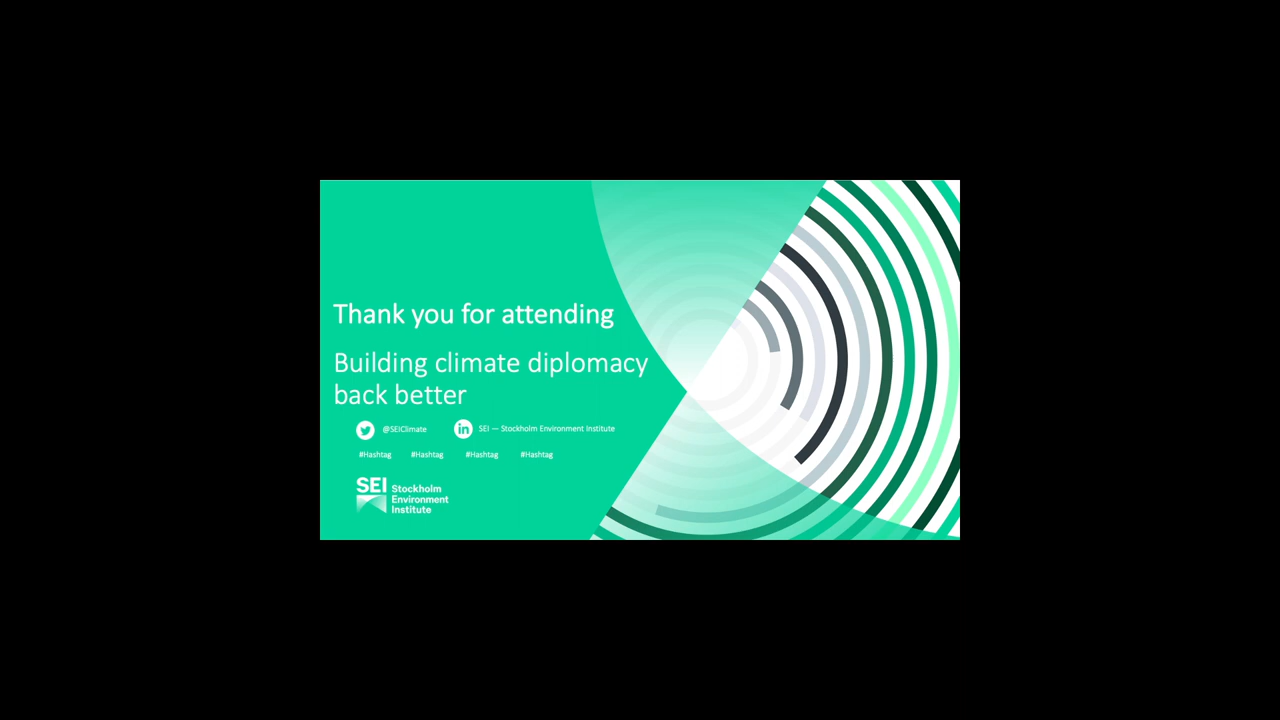 Thank you for attending
Building climate diplomacy
back better
@SEIClimate SEI — Stockholm Environment Institute
#Hashtag #Hashtag #Hashtag #Hashtag
SEI Stockholm
Environment
Institute